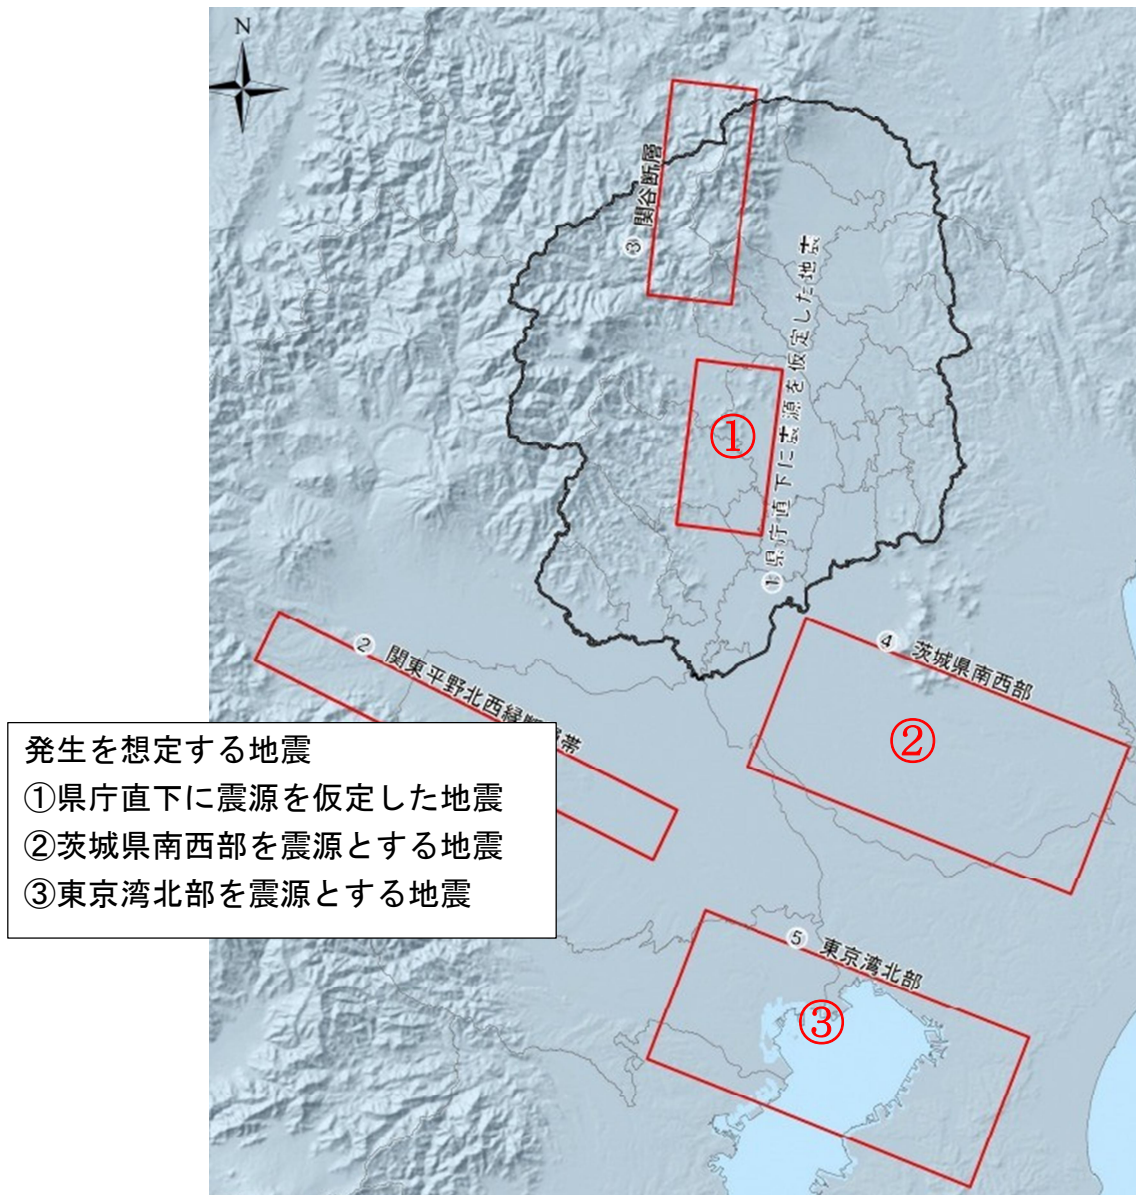 N
③ 関谷断層
① 県庁直下に震源を仮定した地震
①
② 関東平野北西縁断層帯
④ 茨城県南西部
②
発生を想定する地震
①県庁直下に震源を仮定した地震
②茨城県南西部を震源とする地震
③東京湾北部を震源とする地震
⑤ 東京湾北部
③